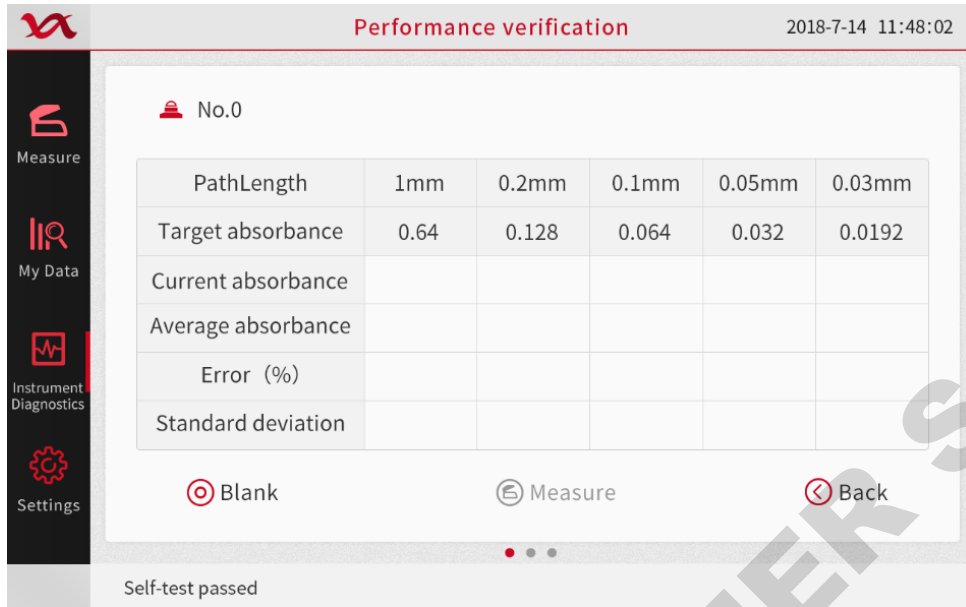 Performance verification 2018-7-14 11:48:02
Measure
My Data
Instrument
Diagnostics
Settings
No.0
PathLength 1mm 0.2mm 0.1mm 0.05mm 0.03mm
Target absorbance 0.64 0.128 0.064 0.032 0.0192
Current absorbance
Average absorbance
Error（%）
Standard deviation
Blank Measure Back
Self-test passed